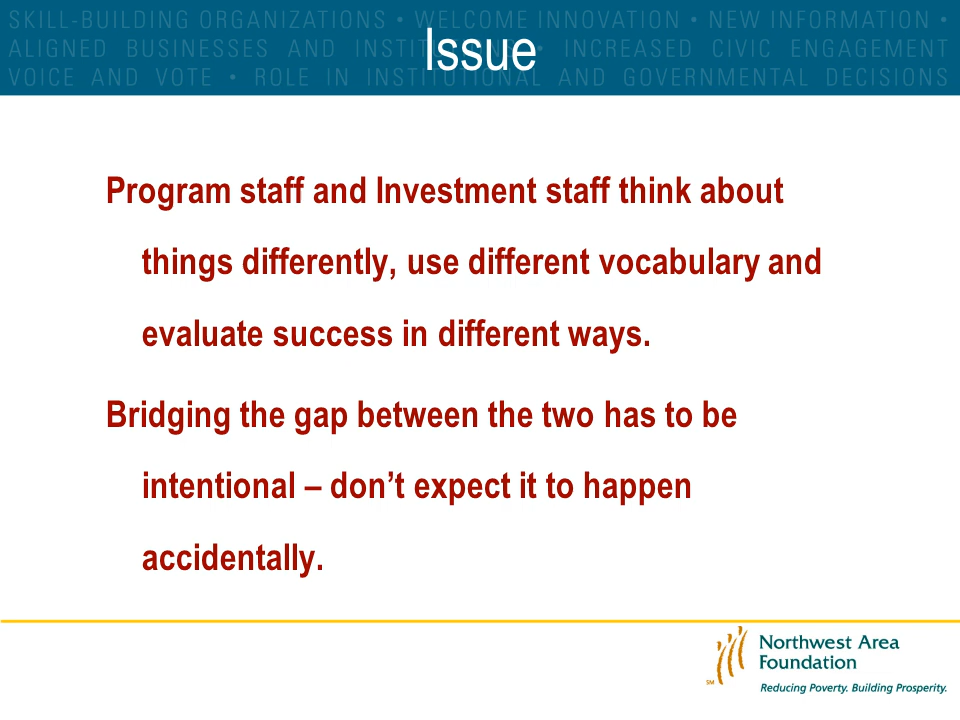 SKILL-BUILDING ORGANIZATIONS • WELCOME INNOVATION • NEW INFORMATION •
ALIGNED BUSINESSES AND • INCREASED CIVIC ENGAGEMENT
VOICE AND VOTE • ROLE IN INSTITUTIONAL AND GOVERNMENTAL DECISIONS
Issue
Program staff and Investment staff think about
things differently, use different vocabulary and
evaluate success in different ways.
Bridging the gap between the two has to be
intentional – don’t expect it to happen
accidentally.
SM
Northwest Area
Foundation
Reducing Poverty. Building Prosperity.